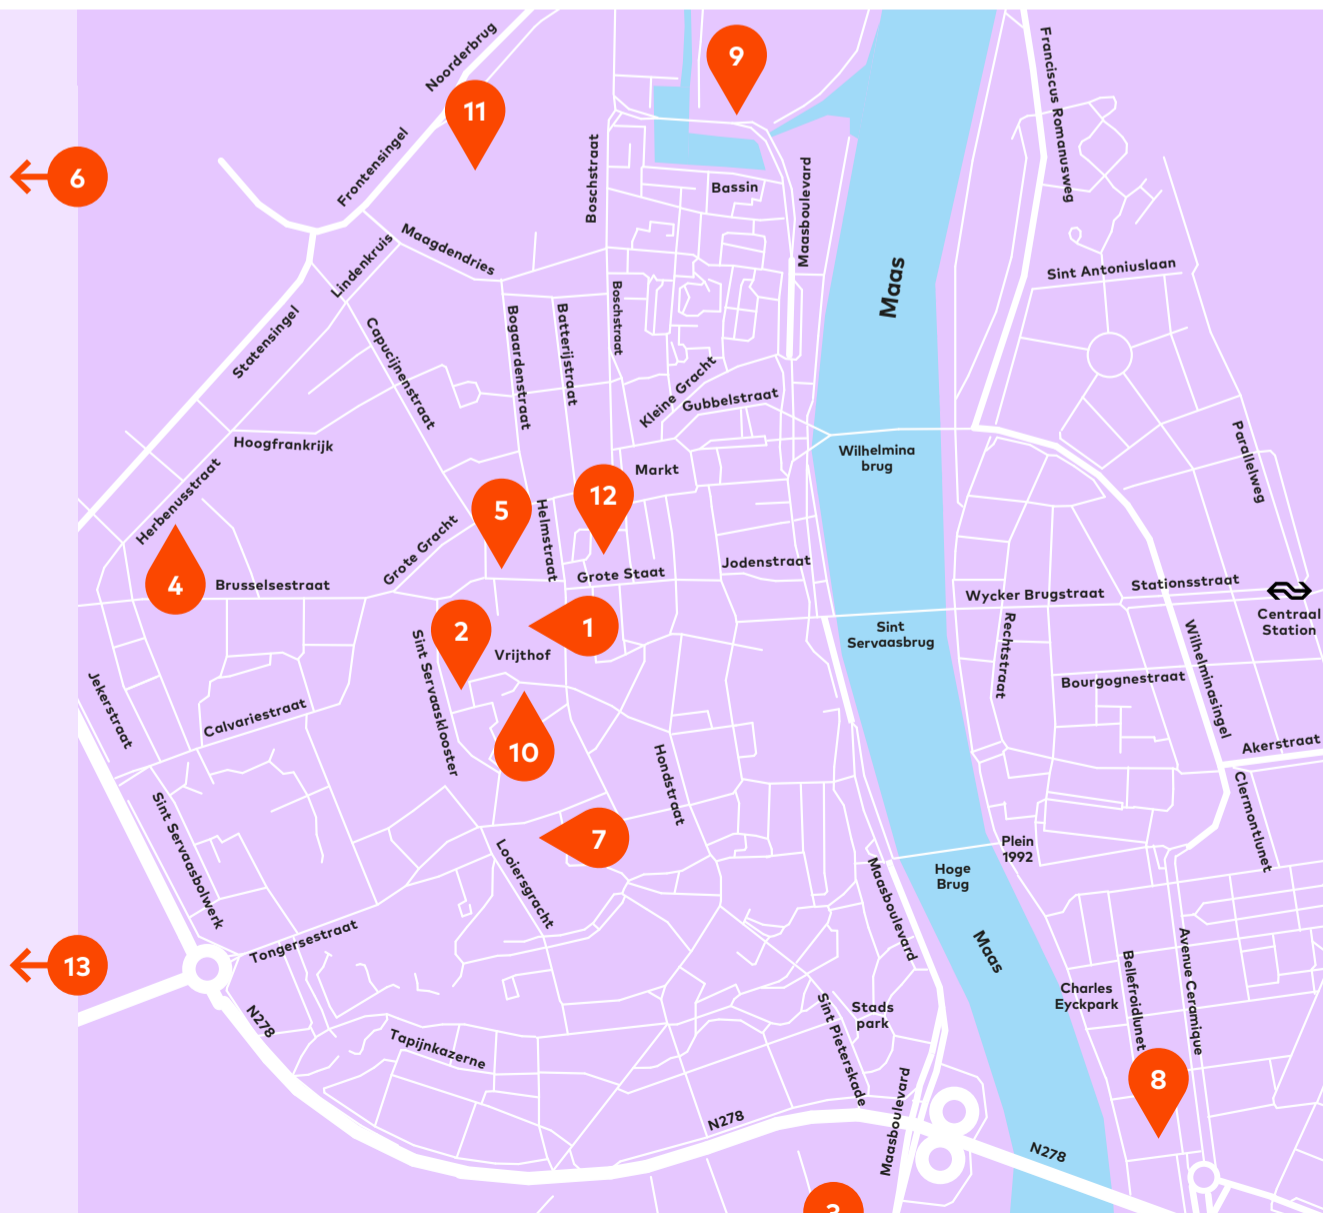 Noorderbrug
9
Franciscus Romanusweg
11
Frontensingel
Boschstraat
6
Bassin
Maasboulevard
Maagdendries
Lindenkruis
Maas
Sint Antoniuslaan
Statensingel
Boschstraat
Bogaardenstraat
Batterijstraat
Capucijnenstraat
Kleine Gracht
Gubbelstraat
Hoogfrankrijk
Wilhelmina
brug
Parallelweg
Markt
Herbenusstraat
12
5
Helmstraat
Grote Gracht
Jodenstraat
Grote Staat
4
Brusselsestraat
Stationsstraat
Wycker Brugstraat
Centraal
Station
2
1
Sint
Servaasbrug
Rechtstraat
Vrijthof
Sint Servaasklooster
Wilhelminasingel
Bourgognestraat
Jekerstraat
Calvariestraat
10
Hondstraat
Akerstraat
Clermontlunet
Sint Servaasbolwerk
7
Plein
1992
Looiersgracht
Maasboulevard
Hoge
Brug
Tongersestraat
Maas
13
Bellefroidlunet
Avenue Ceramique
Charles
Eyckpark
Stads
park
Sint Pieterskade
N278
Tapijnkazerne
8
Maasboulevard
N278
N278
3